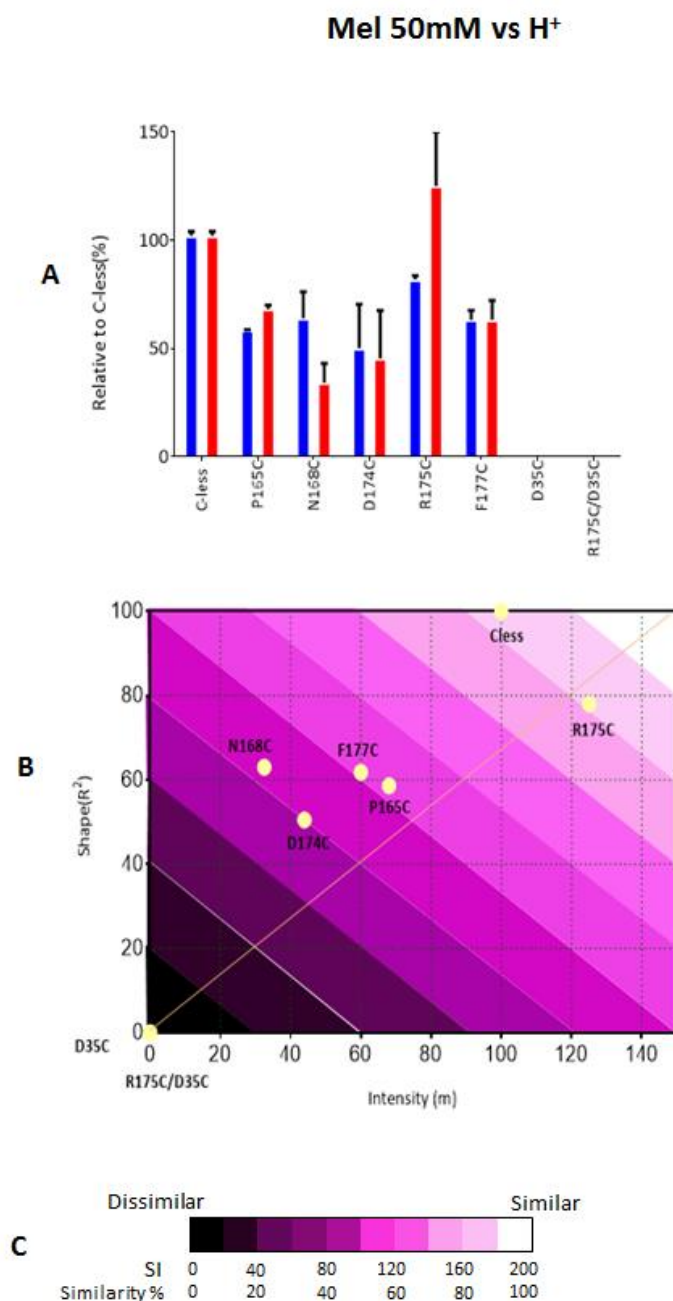 Mel 50mM vs H⁺
A
Relative to C-less(%)
150
100
50
0
C-less
P165C
N168C
D174C
R175C
F177C
D35C
R175C/D35C
B
Shape(R²)
100
80
60
40
20
0
Cless
R175C
N168C
F177C
P165C
D174C
D35C
R175C/D35C
0 20 40 60 80 100 120 140
Intensity (m)
C
Dissimilar Similar
SI 0 40 80 120 160 200
Similarity % 0 20 40 60 80 100